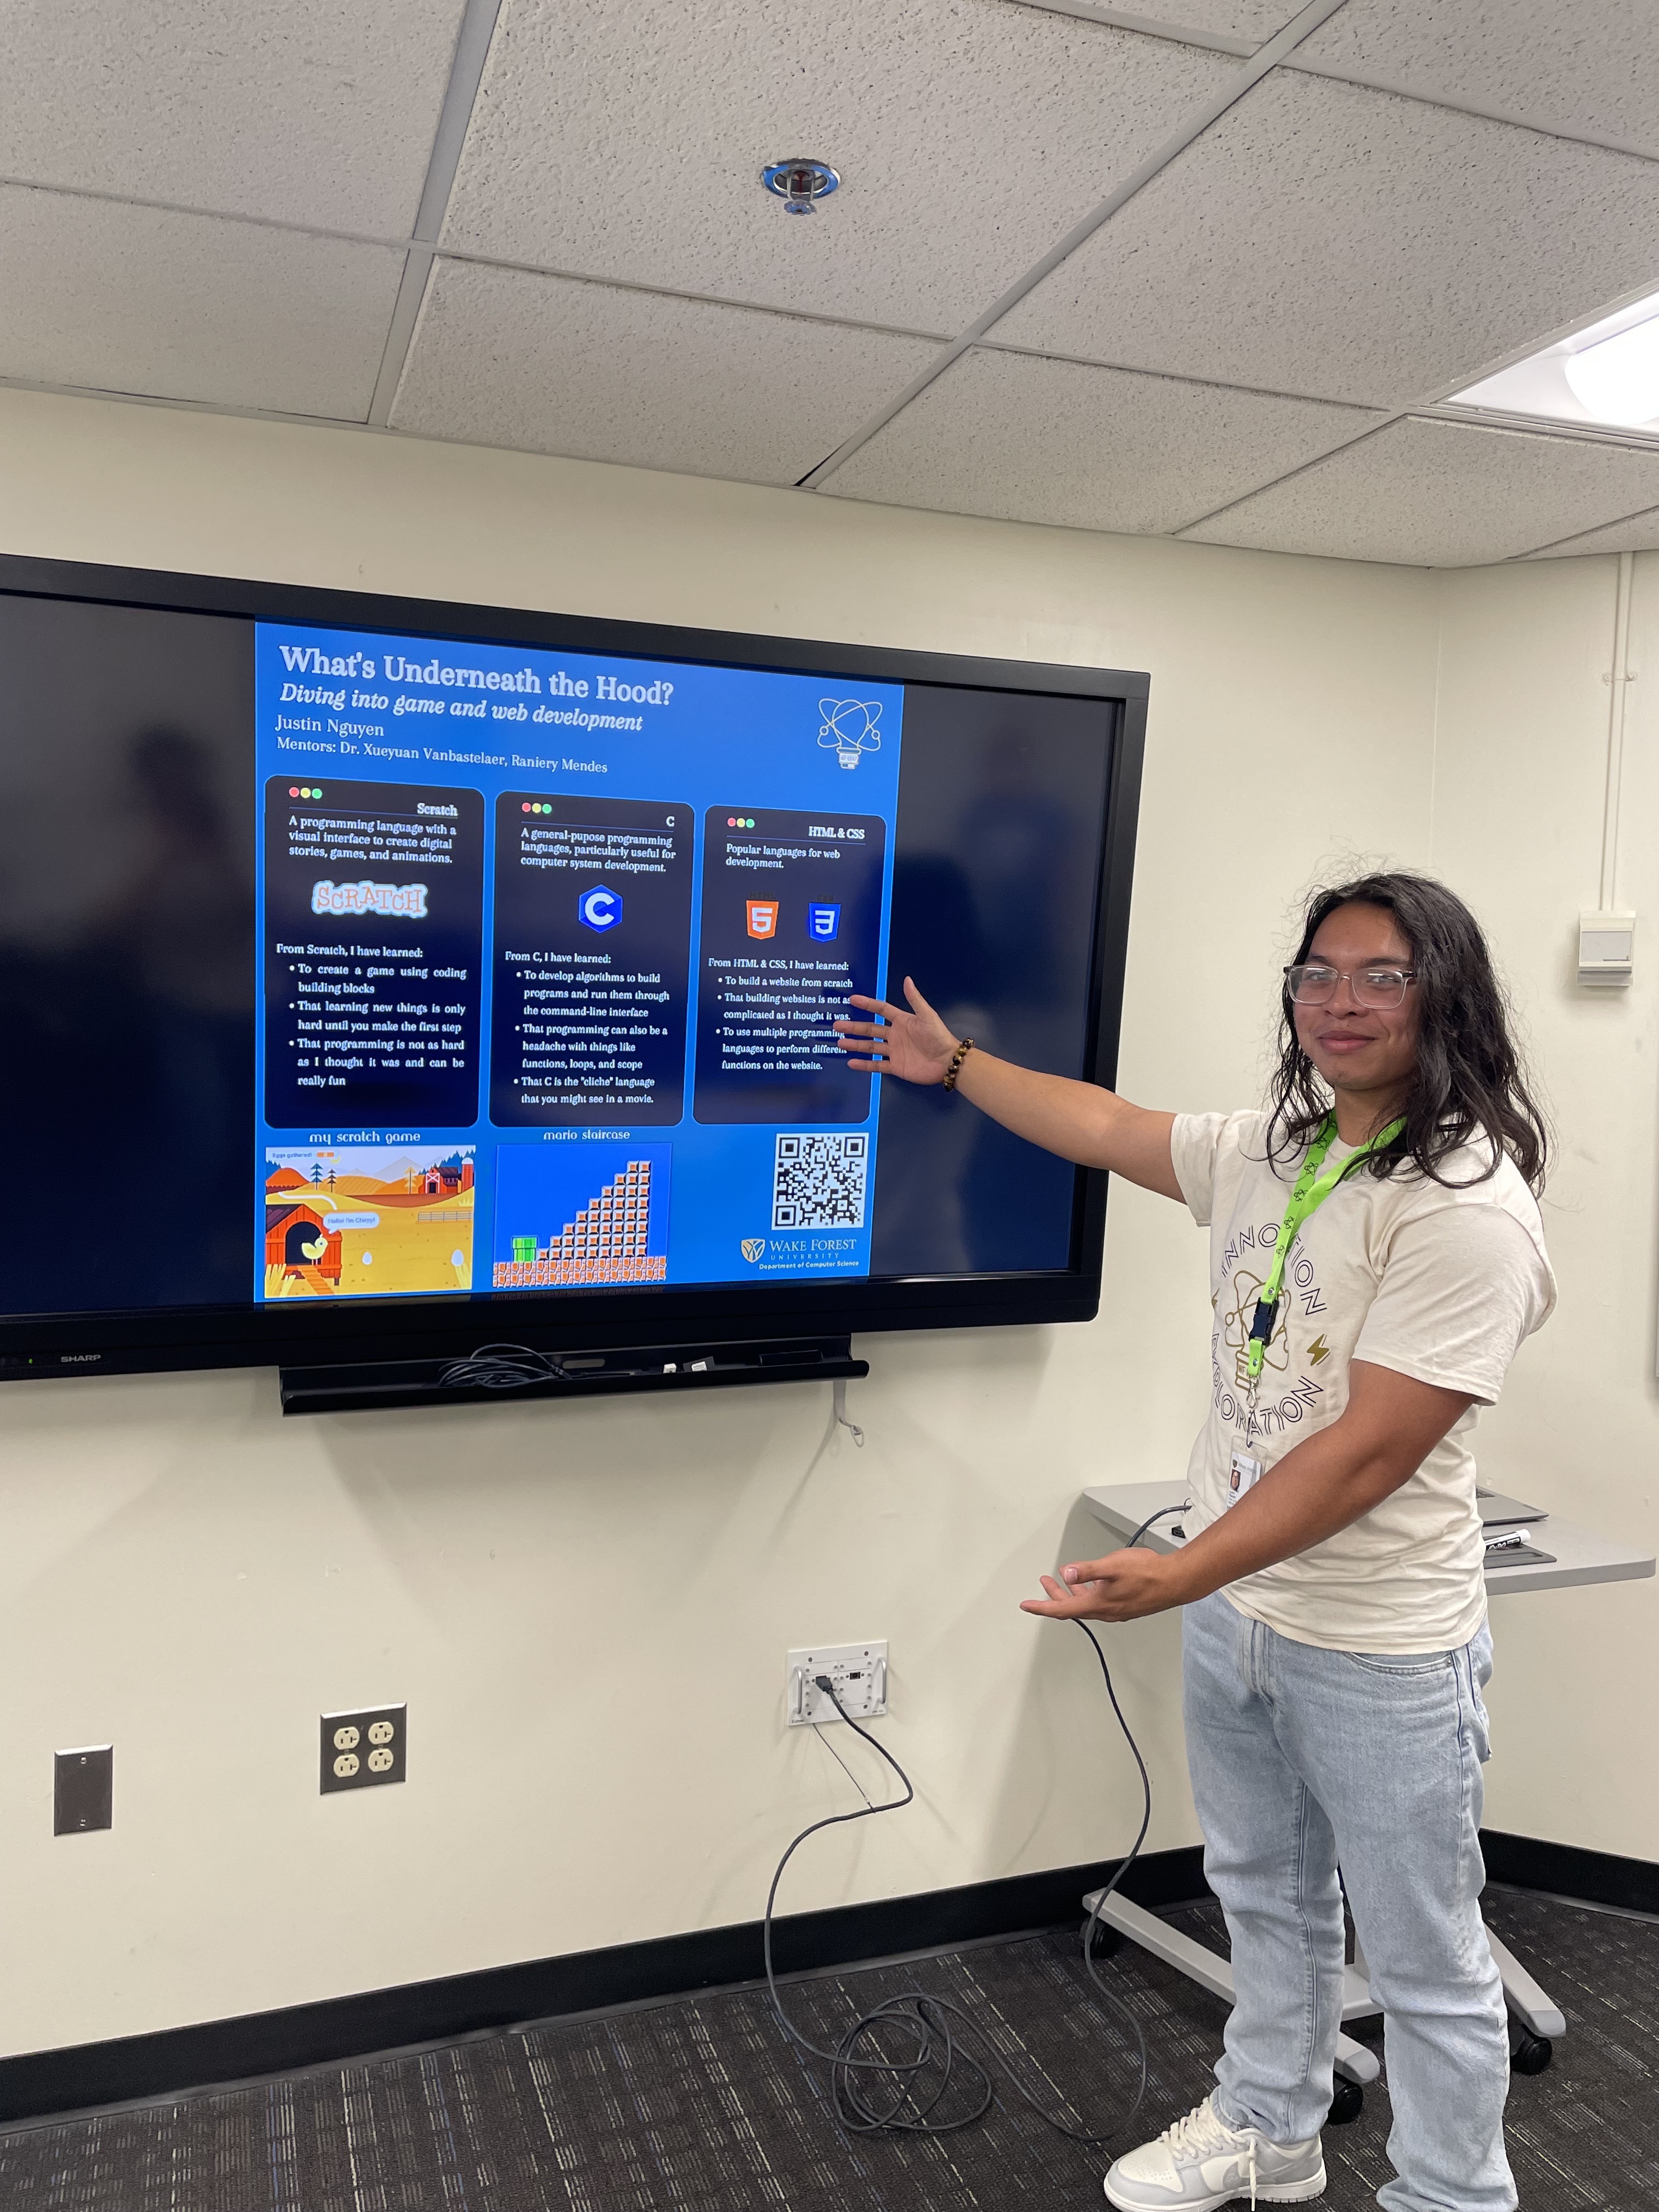 What's Underneath the Hood?
Diving into game and web development
Justin Nguyen
Mentors: Dr. Xueyuan Vanbastelaer, Raniery Mendes
Scratch
A programming language with a
visual interface to create digital
stories, games, and animations.
SCRATCH
From Scratch, I have learned:
• To create a game using coding
building blocks
• That learning new things is only
hard until you make the first step
• That programming is not as hard
as I thought it was and can be
really fun
C
A general-pupose programming
languages, particularly useful for
computer system development.
C
From C, I have learned:
• To develop algorithms to build
programs and run them through
the command-line interface
• That programming can also be a
headache with things like
functions, loops, and scope
• That C is the "cliche" language
that you might see in a movie.
HTML & CSS
Popular languages for web
development.
5
3
From HTML & CSS, I have learned:
• To build a website from scratch
• That building websites is not as
complicated as I thought it was.
• To use multiple programming
languages to perform different
functions on the website.
my scratch game
Eggs gathered!
Hello! I'm Chirpy!
mario staircase
WAKE FOREST
UNIVERSITY
Department of Computer Science
SHARP
EXPLORATION